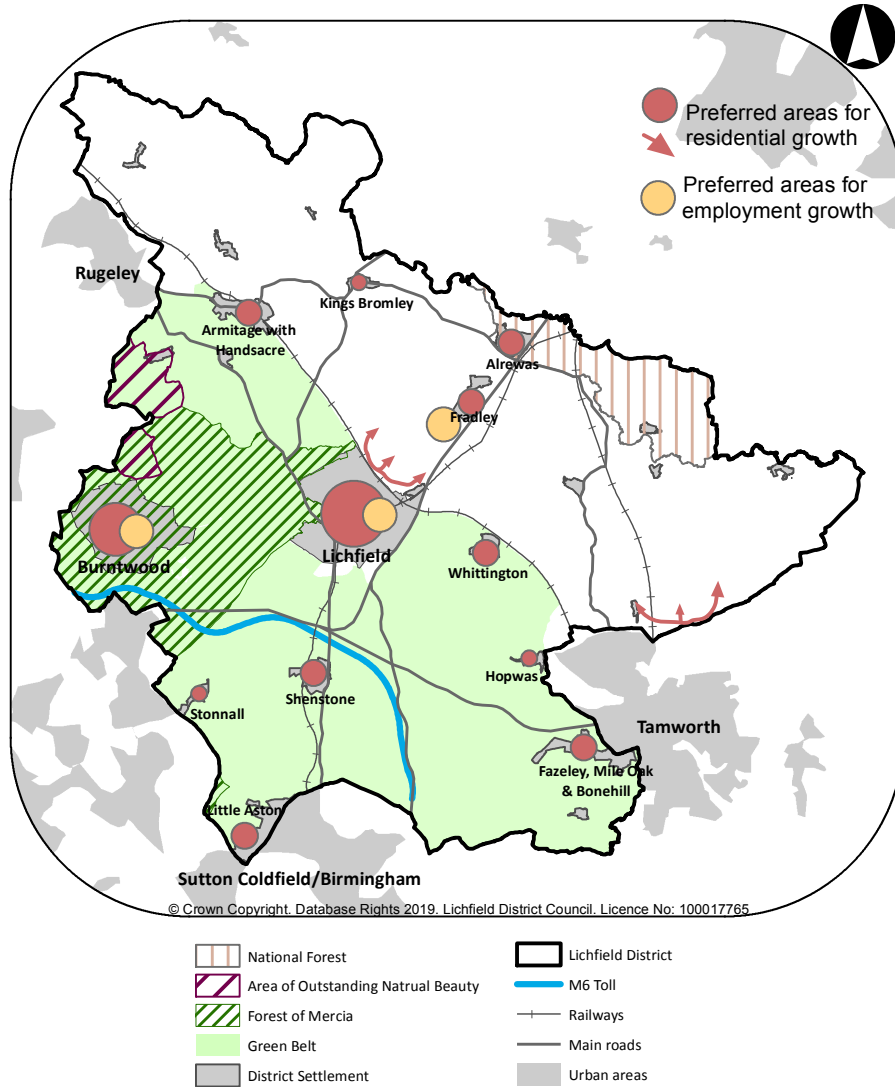 Preferred areas for
residential growth
Preferred areas for
employment growth
Rugeley
Kings Bromley
Armitage with
Handsacre
Alrewas
Fradley
Lichfield
Burntwood
Whittington
Hopwas
Shenstone
Stonnall
Tamworth
Fazeley, Mile Oak
& Bonehill
Little Aston
Sutton Coldfield/Birmingham
© Crown Copyright. Database Rights 2019. Lichfield District Council. Licence No: 100017765
National Forest
Area of Outstanding Natrual Beauty
Forest of Mercia
Green Belt
District Settlement
Lichfield District
M6 Toll
Railways
Main roads
Urban areas